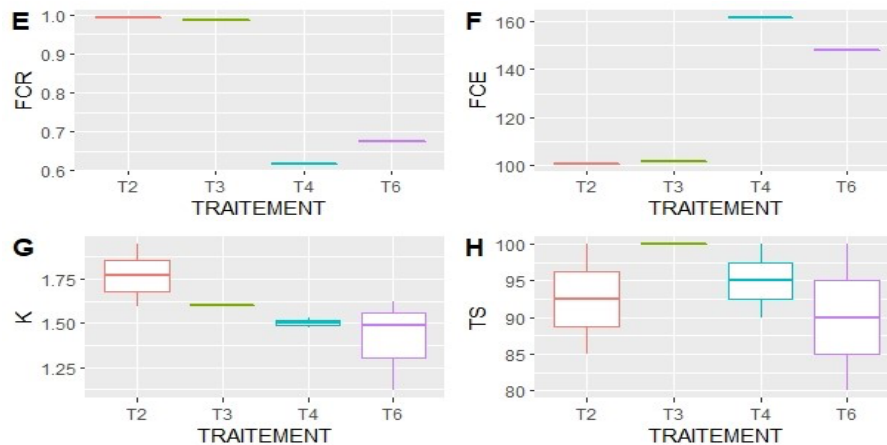 E
FCR
1.0
0.9
0.8
0.7
0.6
T2 T3 T4 T6
TRAITEMENT
F
FCE
160
140
120
100
T2 T3 T4 T6
TRAITEMENT
G
K
1.75
1.50
1.25
T2 T3 T4 T6
TRAITEMENT
H
TS
100
95
90
85
80
T2 T3 T4 T6
TRAITEMENT